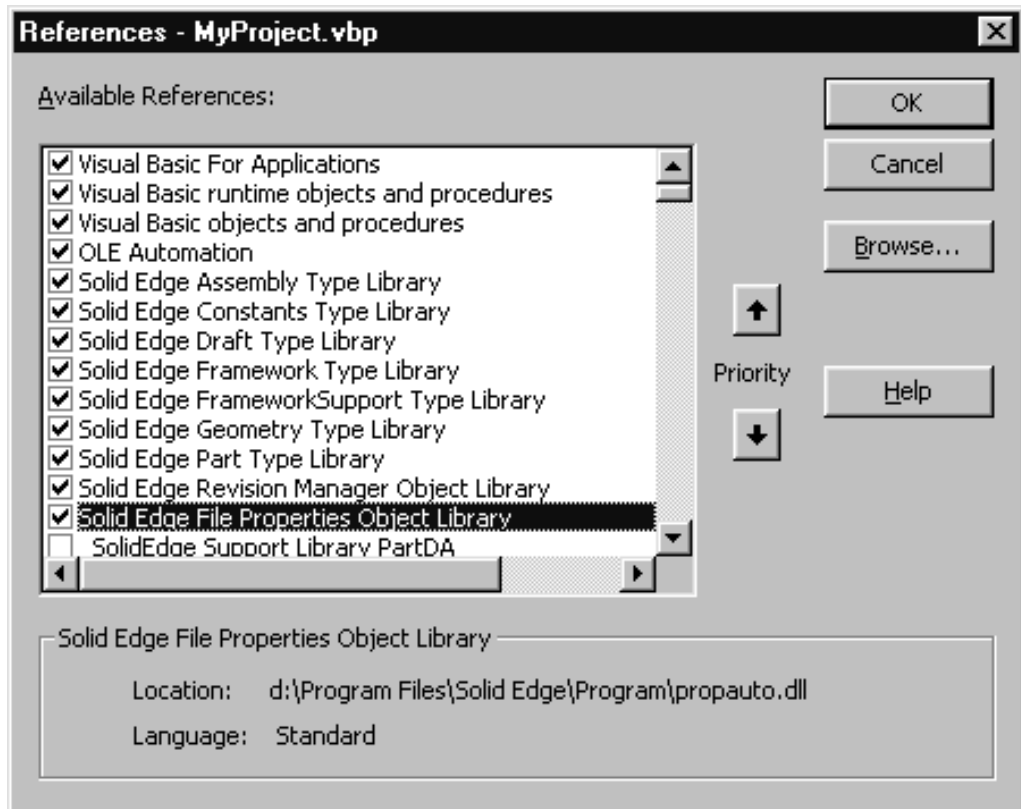 References - MyProject.vbp
Available References:
OK
Visual Basic For Applications
Cancel
Visual Basic runtime objects and procedures
Visual Basic objects and procedures
Browse...
OLE Automation
Solid Edge Assembly Type Library
Solid Edge Constants Type Library
Solid Edge Draft Type Library
Solid Edge Framework Type Library
Priority
Help
Solid Edge FrameworkSupport Type Library
Solid Edge Geometry Type Library
Solid Edge Part Type Library
Solid Edge Revision Manager Object Library
Solid Edge File Properties Object Library
SolidEdge Support Library PartDA
Solid Edge File Properties Object Library
Location: d:\Program Files\Solid Edge\Program\propauto.dll
Language: Standard